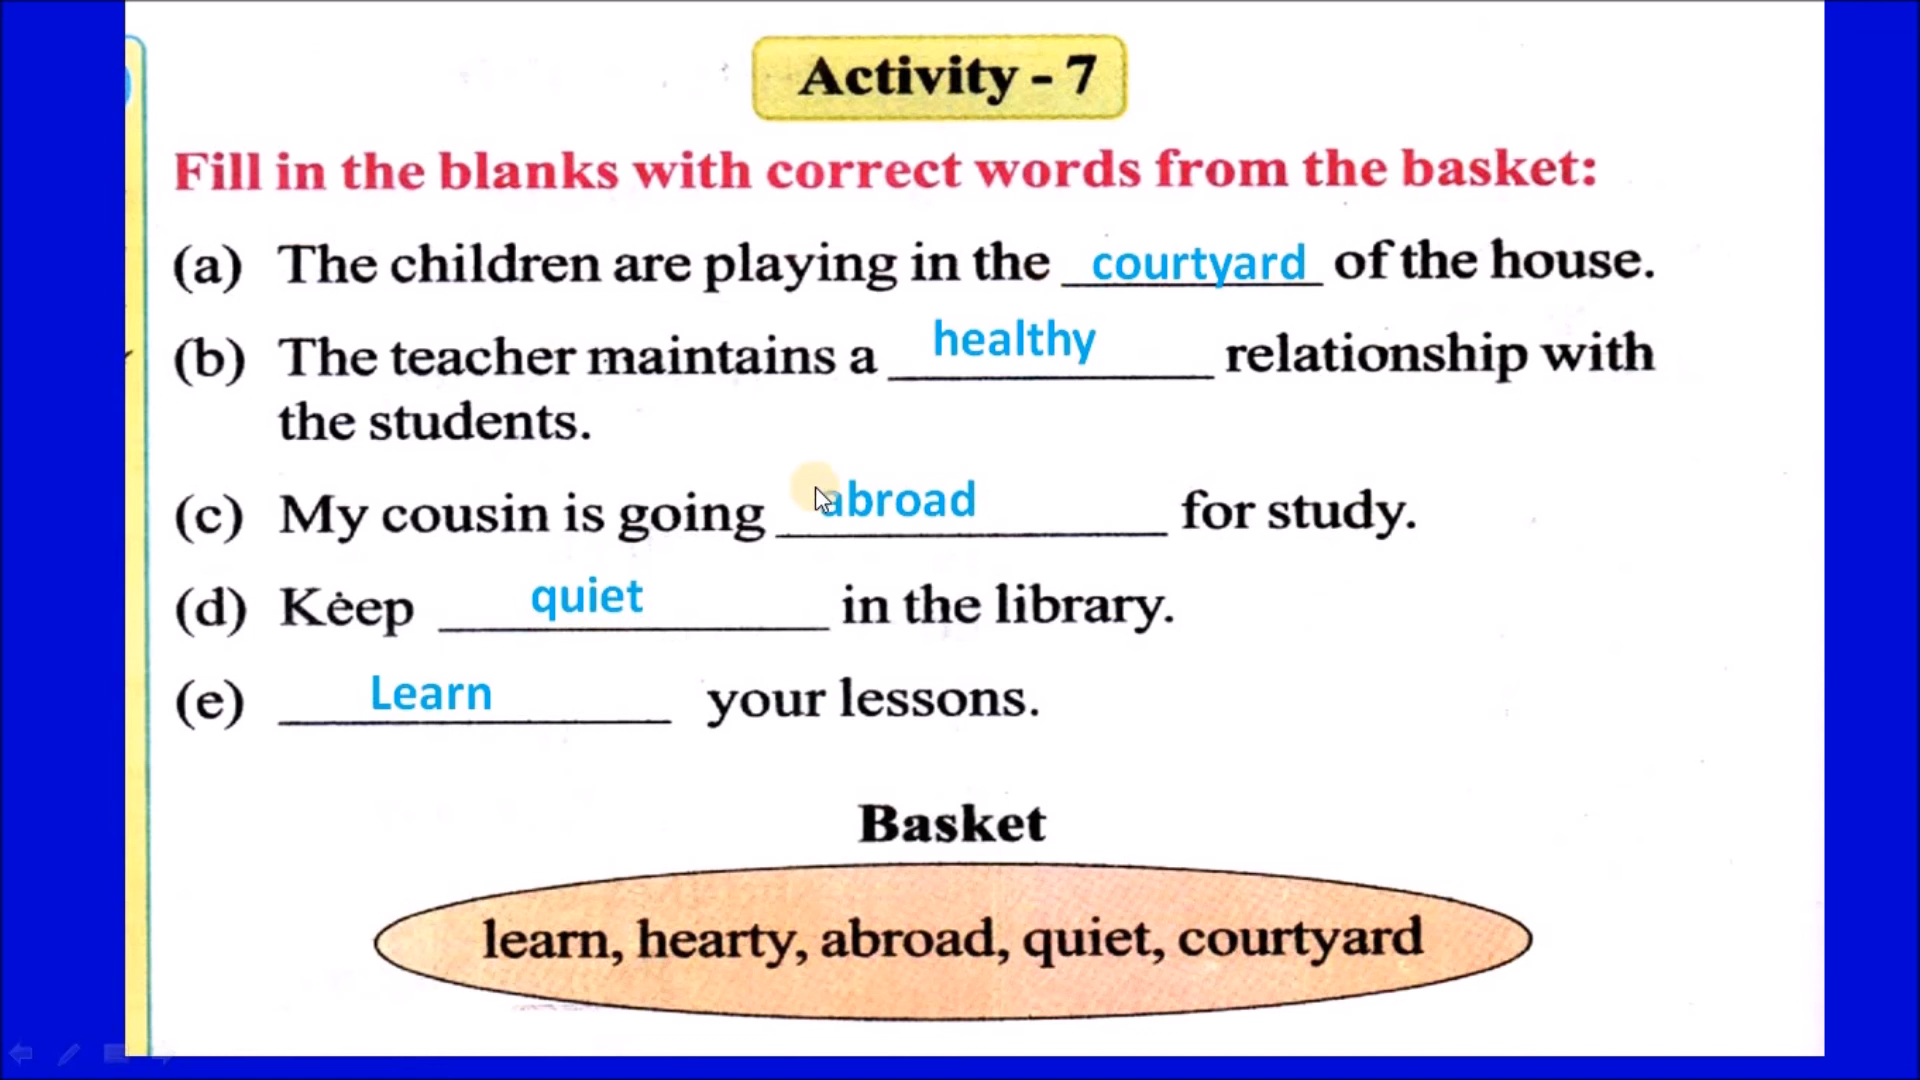 Activity - 7
Fill in the blanks with correct words from the basket:
(a) The children are playing in the courtyard of the house.
(b) The teacher maintains a healthy relationship with
the students.
(c) My cousin is going abroad for study.
(d) Keep quiet in the library.
(e) Learn your lessons.
Basket
learn, hearty, abroad, quiet, courtyard